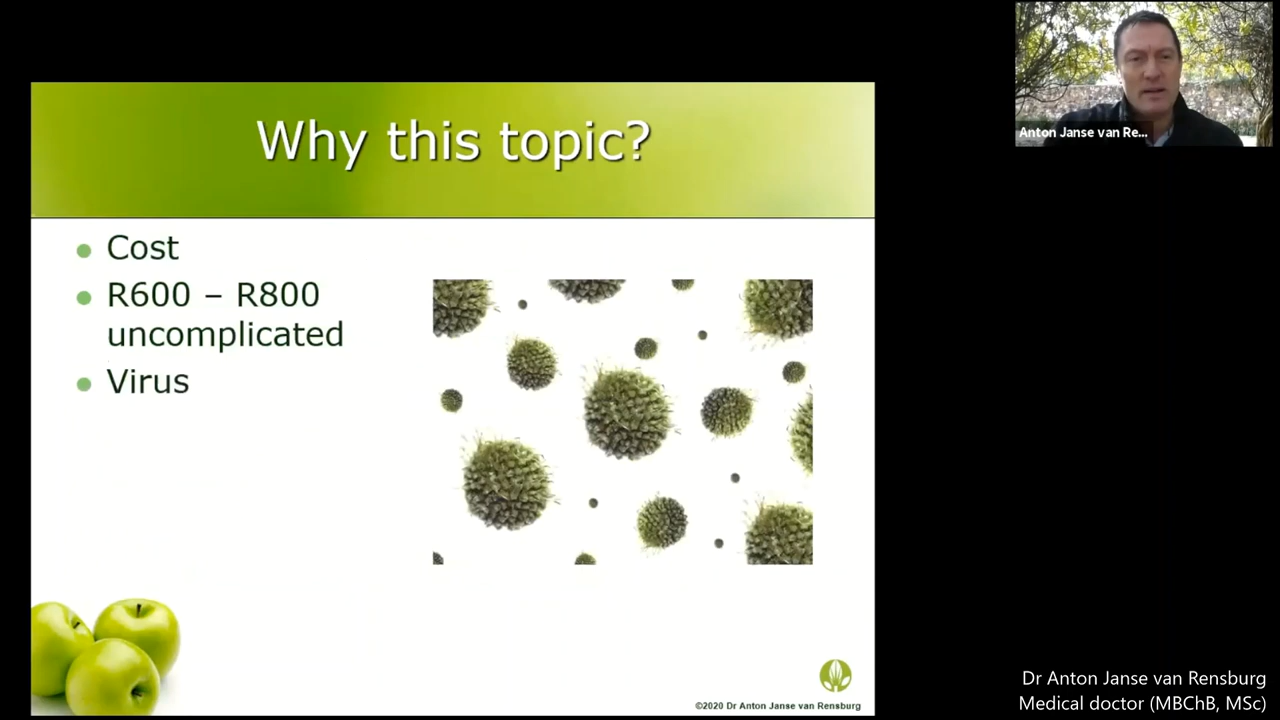 Why this topic?
Cost
R600 – R800
uncomplicated
Virus
©2020 Dr Anton Janse van Rensburg
Anton Janse van Re...
Dr Anton Janse van Rensburg
Medical doctor (MBChB, MSc)